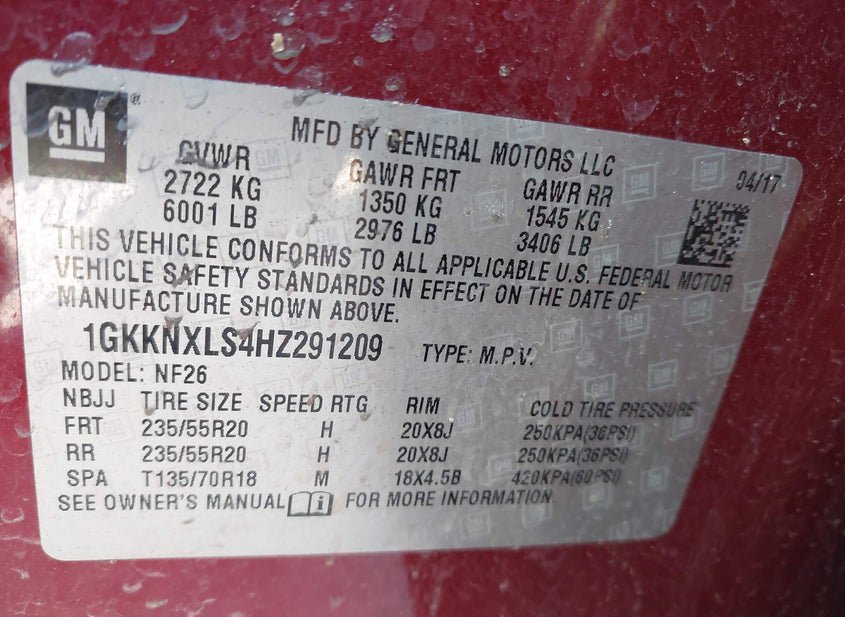 GM
MFD BY GENERAL MOTORS LLC 04/17
GVWR GAWR FRT GAWR RR
2722 KG 1350 KG 1545 KG
6001 LB 2976 LB 3406 LB
THIS VEHICLE CONFORMS TO ALL APPLICABLE U.S. FEDERAL MOTOR
VEHICLE SAFETY STANDARDS IN EFFECT ON THE DATE OF
MANUFACTURE SHOWN ABOVE.
1GKKNXLS4HZ291209 TYPE: M.P.V.
MODEL: NF26
NBJJ TIRE SIZE SPEED RTG RIM COLD TIRE PRESSURE
FRT 235/55R20 H 20X8J 250KPA(36PSI)
RR 235/55R20 H 20X8J 250KPA(36PSI)
SPA T135/70R18 M 18X4.5B 420KPA(60PSI)
SEE OWNER'S MANUAL i FOR MORE INFORMATION